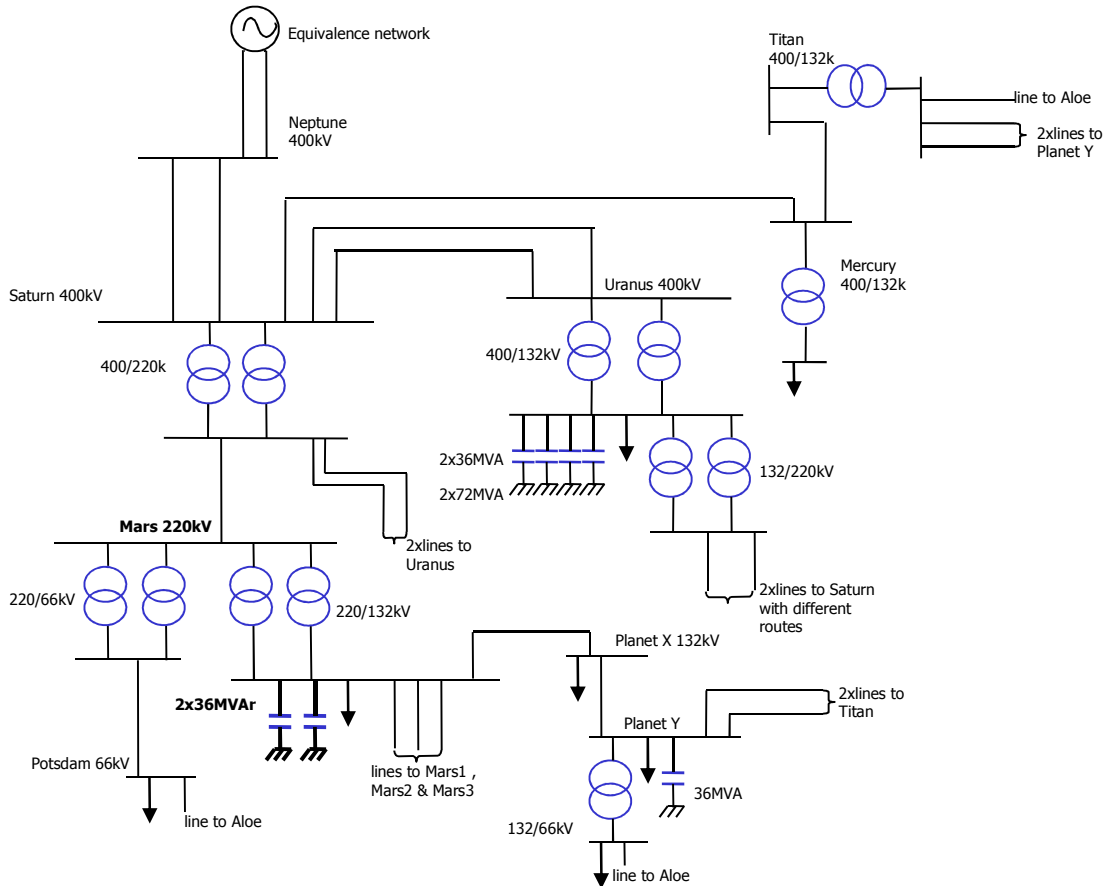 Equivalence network
Titan
400/132k
line to Aloe
2xlines to
Planet Y
Neptune
400kV
Mercury
400/132k
Saturn 400kV
Uranus 400kV
400/220k
400/132kV
2x36MVA
2x72MVA
132/220kV
Mars 220kV
2xlines to
Uranus
220/66kV
220/132kV
2xlines to Saturn
with different
routes
Planet X 132kV
2x36MVAr
2xlines to
Titan
Planet Y
Potsdam 66kV
lines to Mars1 ,
Mars2 & Mars3
36MVA
line to Aloe
132/66kV
line to Aloe